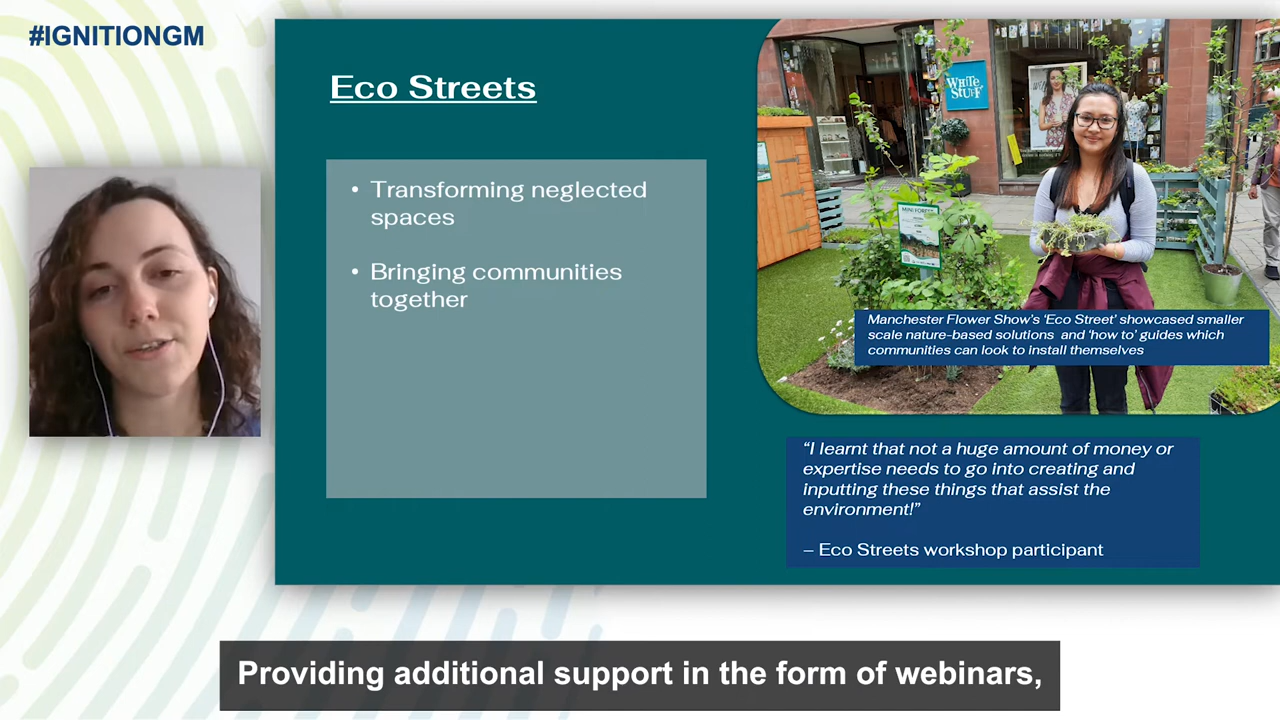 #IGNITIONGM
Eco Streets
• Transforming neglected
spaces
• Bringing communities
together
WHITE
STUFF
MINI FOREST
Manchester Flower Show's 'Eco Street' showcased smaller
scale nature-based solutions and 'how to' guides which
communities can look to install themselves
“I learnt that not a huge amount of money or
expertise needs to go into creating and
inputting these things that assist the
environment!”
– Eco Streets workshop participant
Providing additional support in the form of webinars,